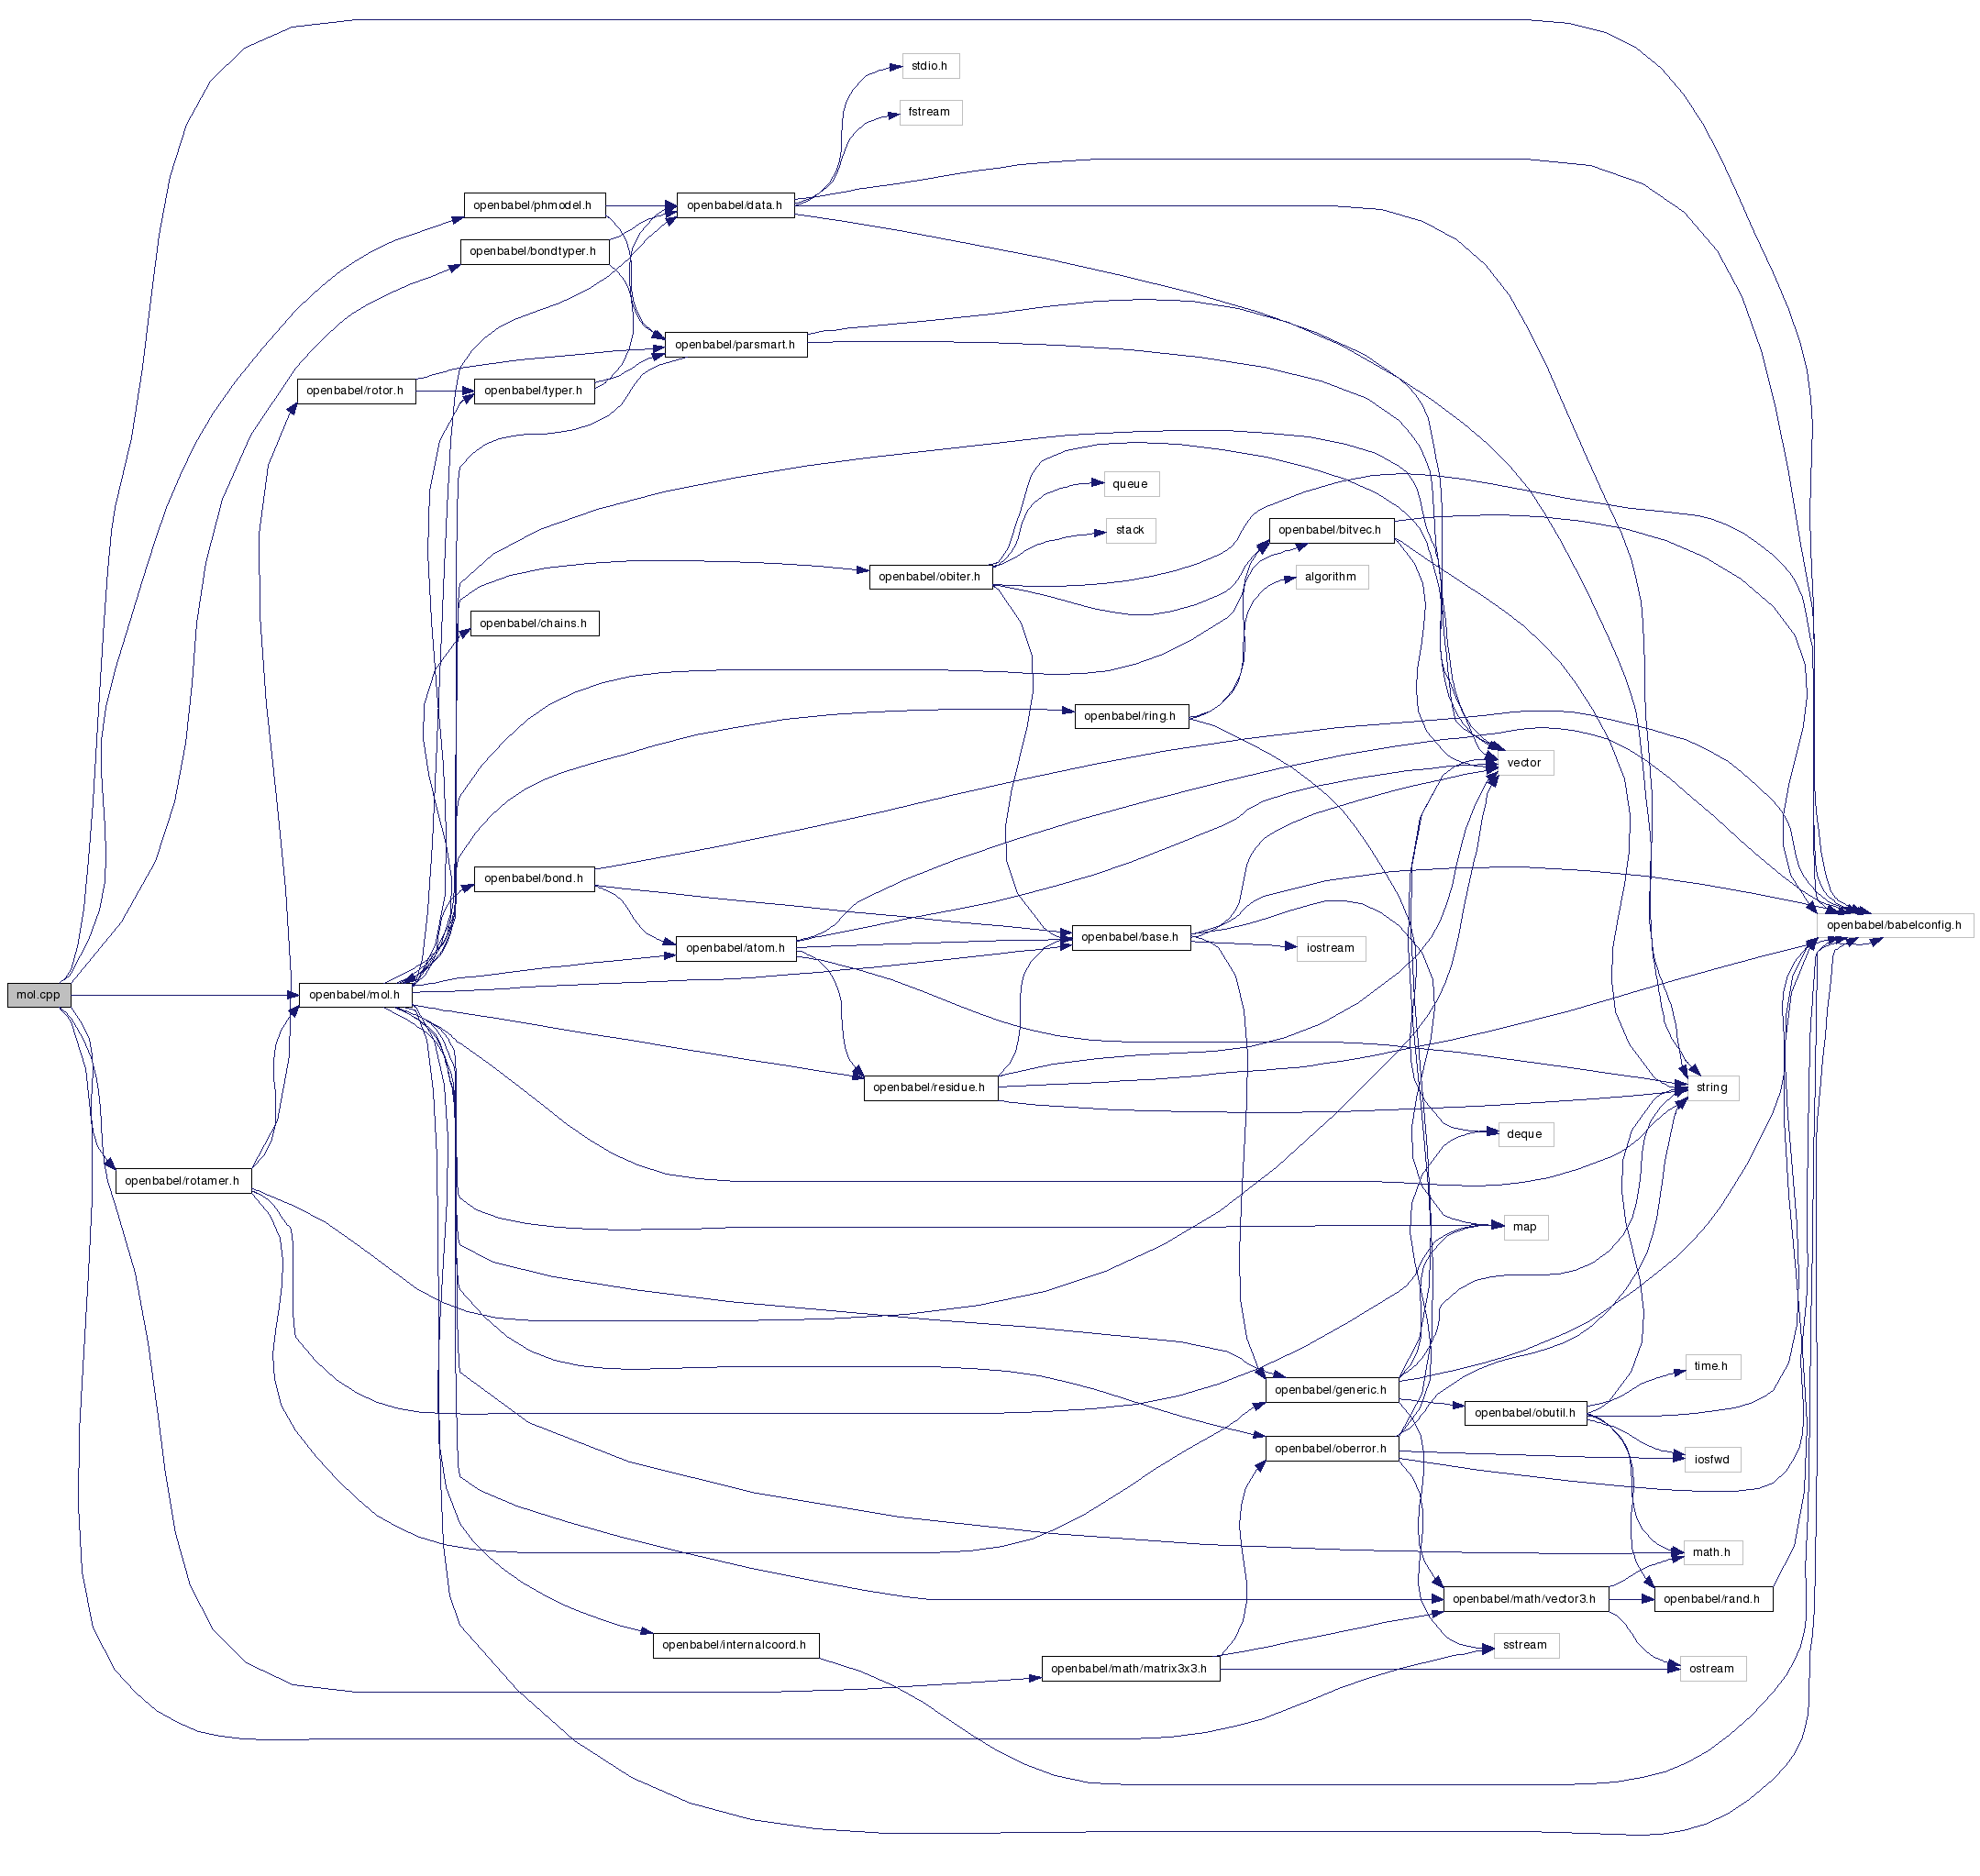 stdio.h
fstream
openbabel/phmodel.h
openbabel/data.h
openbabel/bondtyper.h
openbabel/parsmart.h
openbabel/rotor.h
openbabel/typer.h
queue
stack
openbabel/bitvec.h
openbabel/obiter.h
algorithm
openbabel/chains.h
openbabel/ring.h
vector
openbabel/bond.h
openbabel/babelconfig.h
openbabel/atom.h
openbabel/base.h
iostream
mol.cpp
openbabel/mol.h
openbabel/residue.h
string
deque
openbabel/rotamer.h
map
time.h
openbabel/generic.h
openbabel/obutil.h
openbabel/oberror.h
iosfwd
math.h
openbabel/math/vector3.h
openbabel/rand.h
openbabel/internalcoord.h
sstream
openbabel/math/matrix3x3.h
ostream